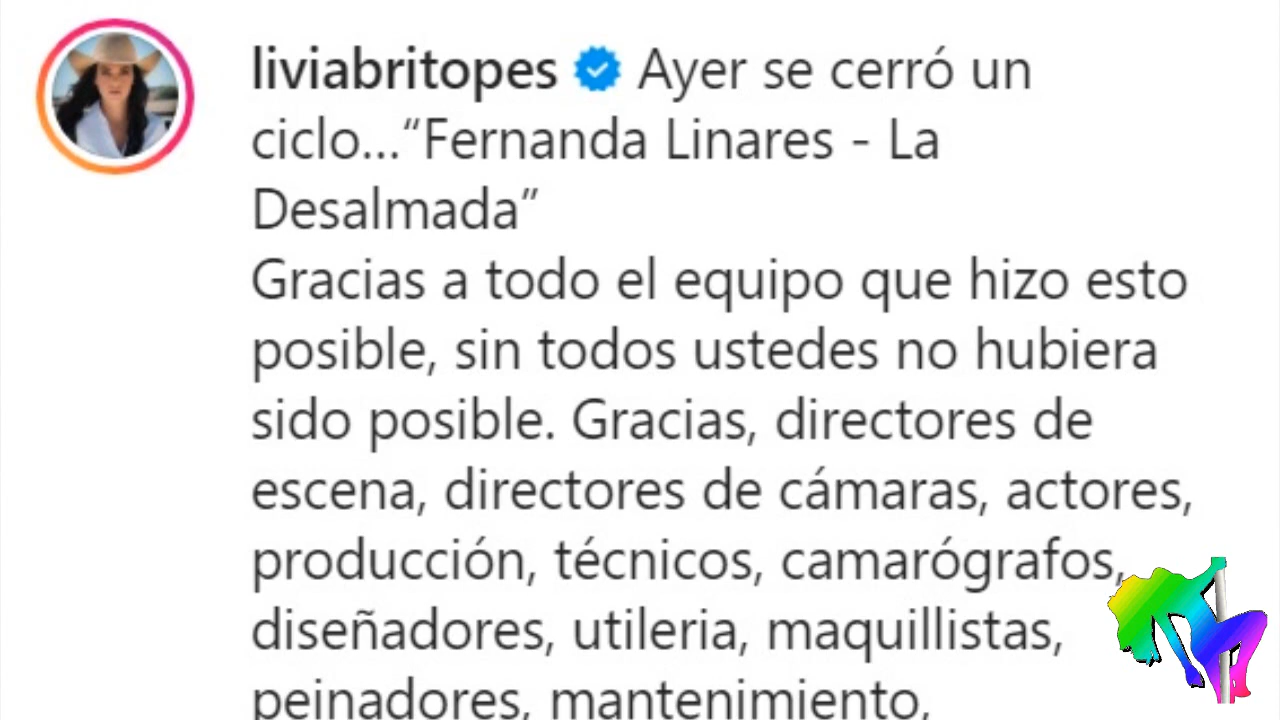 liviabritopes Ayer se cerró un
ciclo...“Fernanda Linares - La
Desalmada”
Gracias a todo el equipo que hizo esto
posible, sin todos ustedes no hubiera
sido posible. Gracias, directores de
escena, directores de cámaras, actores,
producción, técnicos, camarógrafos,
diseñadores, utileria, maquillistas,
peinadores, mantenimiento,